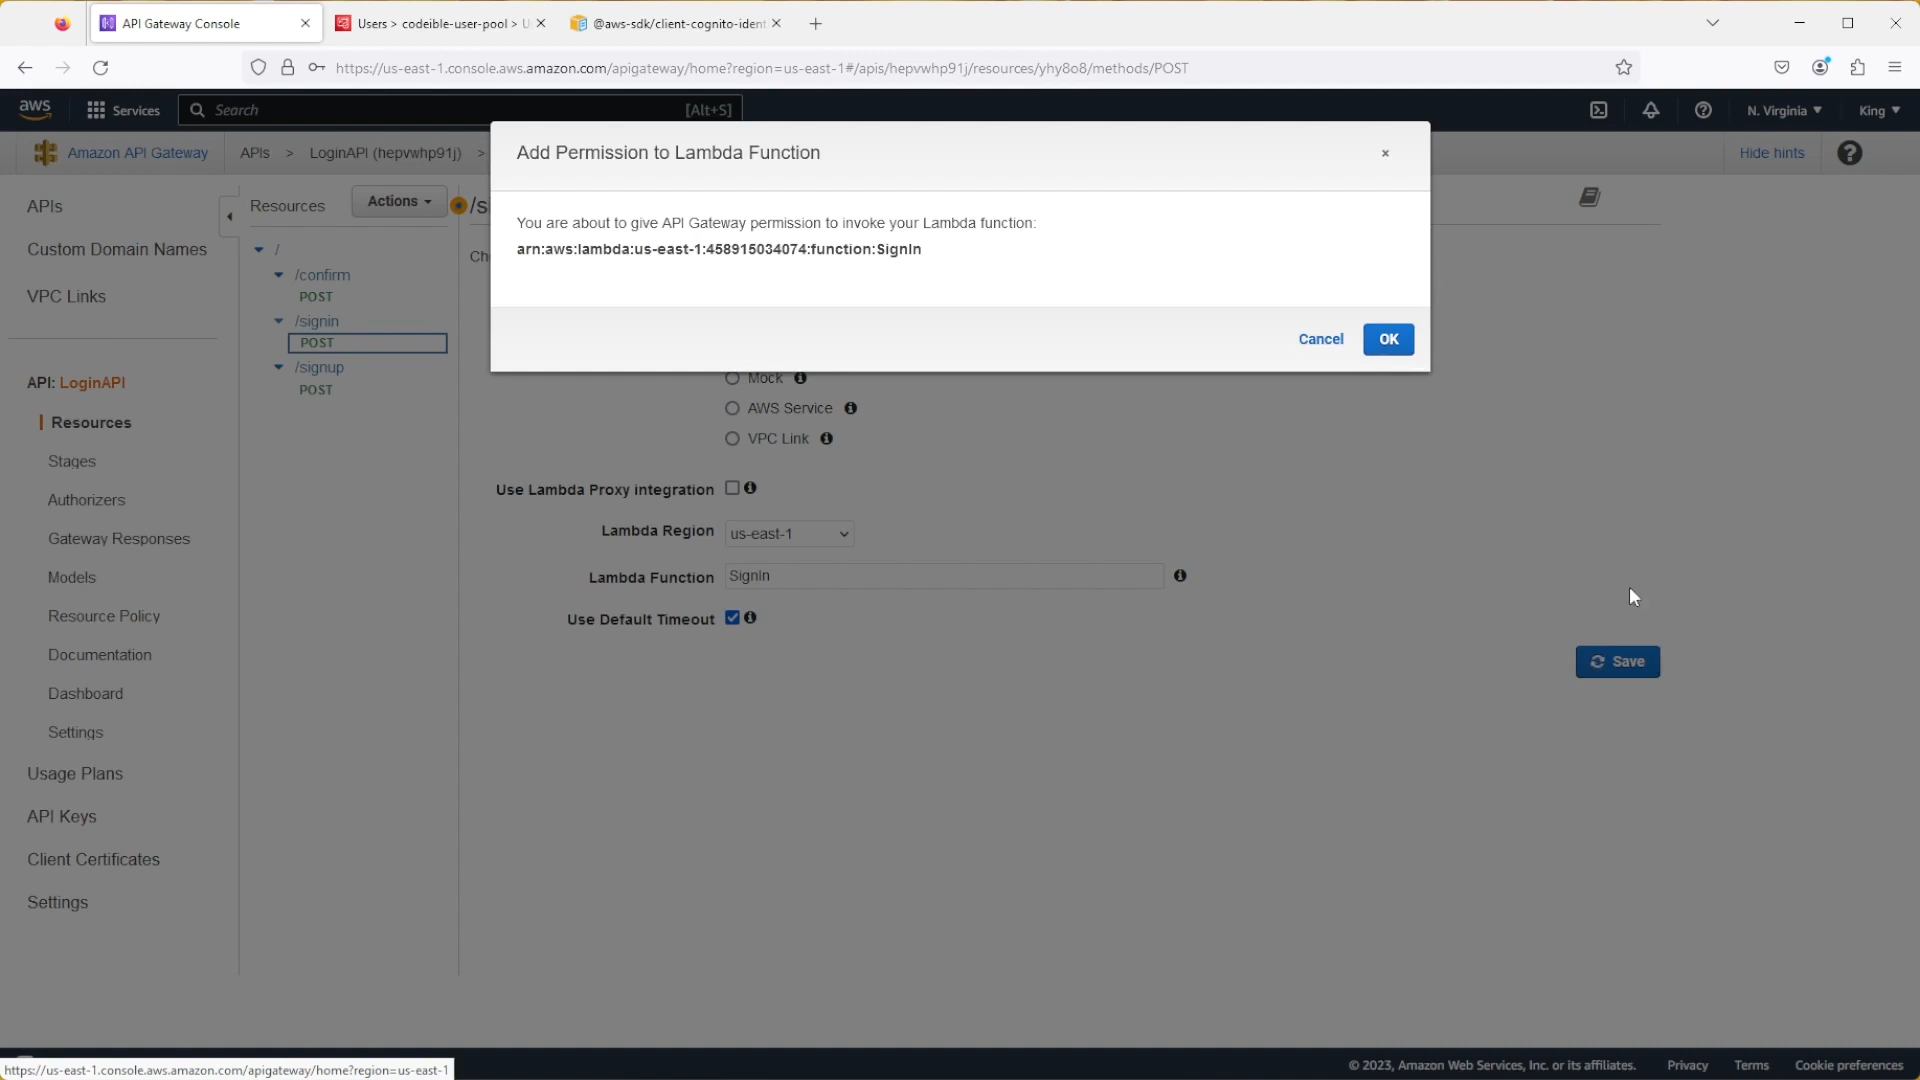 API Gateway Console
Users > codeible-user-pool > U
@aws-sdk/client-cognito-ident
https://us-east-1.console.aws.amazon.com/apigateway/home?region=us-east-1#/apis/hepvwhp91j/resources/yhy8o8/methods/POST
aws
Services
Search
[Alt+S]
N. Virginia
King
Amazon API Gateway
APIs > LoginAPI (hepvwhp91j) >
Hide hints
Add Permission to Lambda Function
You are about to give API Gateway permission to invoke your Lambda function:
arn:aws:lambda:us-east-1:458915034074:function:SignIn
Cancel
OK
APIs
Custom Domain Names
VPC Links
API: LoginAPI
Resources
Stages
Authorizers
Gateway Responses
Models
Resource Policy
Documentation
Dashboard
Settings
Usage Plans
API Keys
Client Certificates
Settings
Resources
Actions
/s
/
/confirm
POST
/signin
POST
/signup
POST
Ch
Mock
AWS Service
VPC Link
Use Lambda Proxy integration
Lambda Region
us-east-1
Lambda Function
SignIn
Use Default Timeout
Save
https://us-east-1.console.aws.amazon.com/apigateway/home?region=us-east-1
© 2023, Amazon Web Services, Inc. or its affiliates.
Privacy
Terms
Cookie preferences